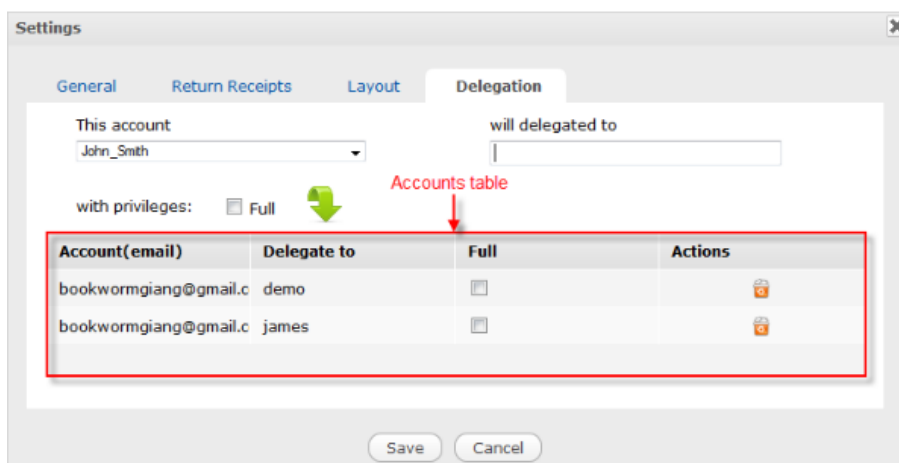 Settings
General Return Receipts Layout Delegation
This account will delegated to
John_Smith
Accounts table
with privileges: Full
Account(email) Delegate to Full Actions
bookwormgiang@gmail.c demo
bookwormgiang@gmail.c james
Save Cancel